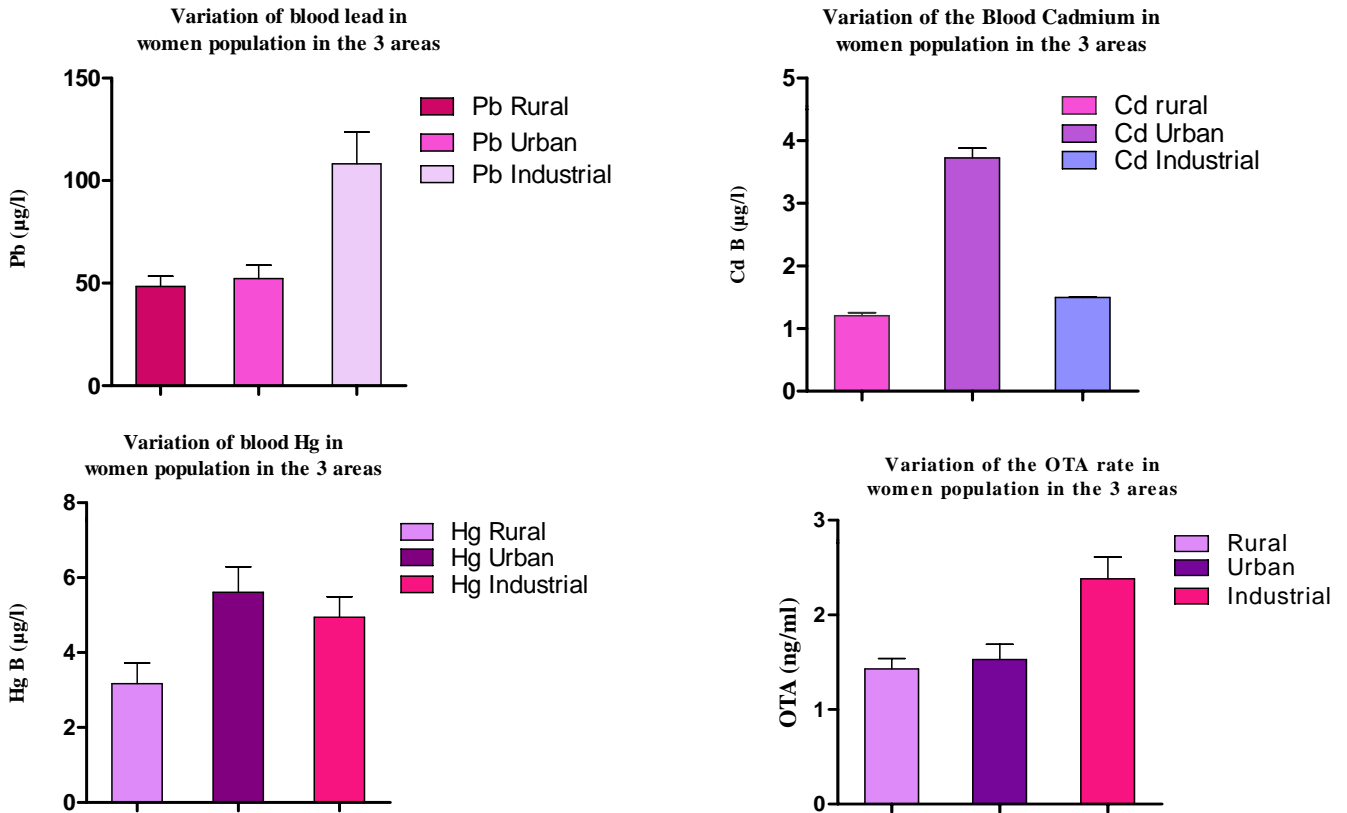 Variation of blood lead in
women population in the 3 areas
150
100
50
0
Pb (µg/l)
Pb Rural
Pb Urban
Pb Industrial
Variation of the Blood Cadmium in
women population in the 3 areas
5
4
3
2
1
0
Cd B (µg/l)
Cd rural
Cd Urban
Cd Industrial
Variation of blood Hg in
women population in the 3 areas
8
6
4
2
0
Hg B (µg/l)
Hg Rural
Hg Urban
Hg Industrial
Variation of the OTA rate in
women population in the 3 areas
3
2
1
0
OTA (ng/ml)
Rural
Urban
Industrial